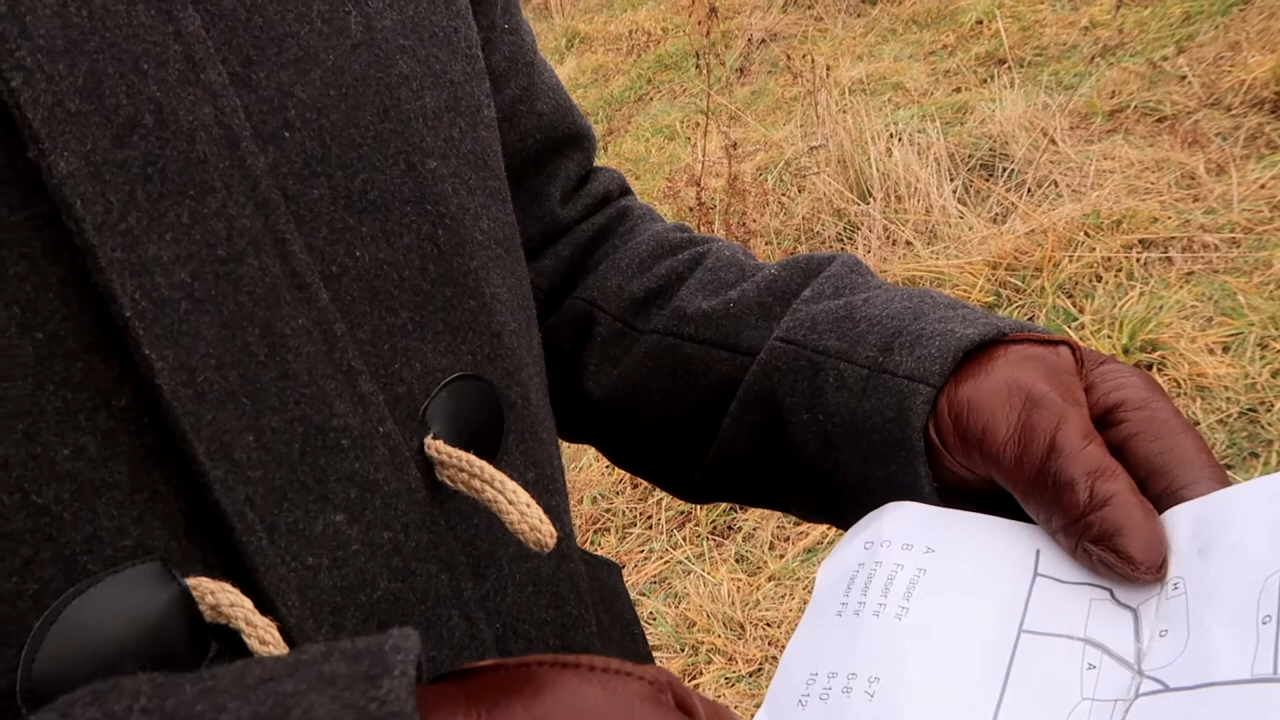 A Fraser Fir 5-7'
B Fraser Fir 6-8'
C Fraser Fir 8-10'
D Fraser Fir 10-12'
H
D
G
A